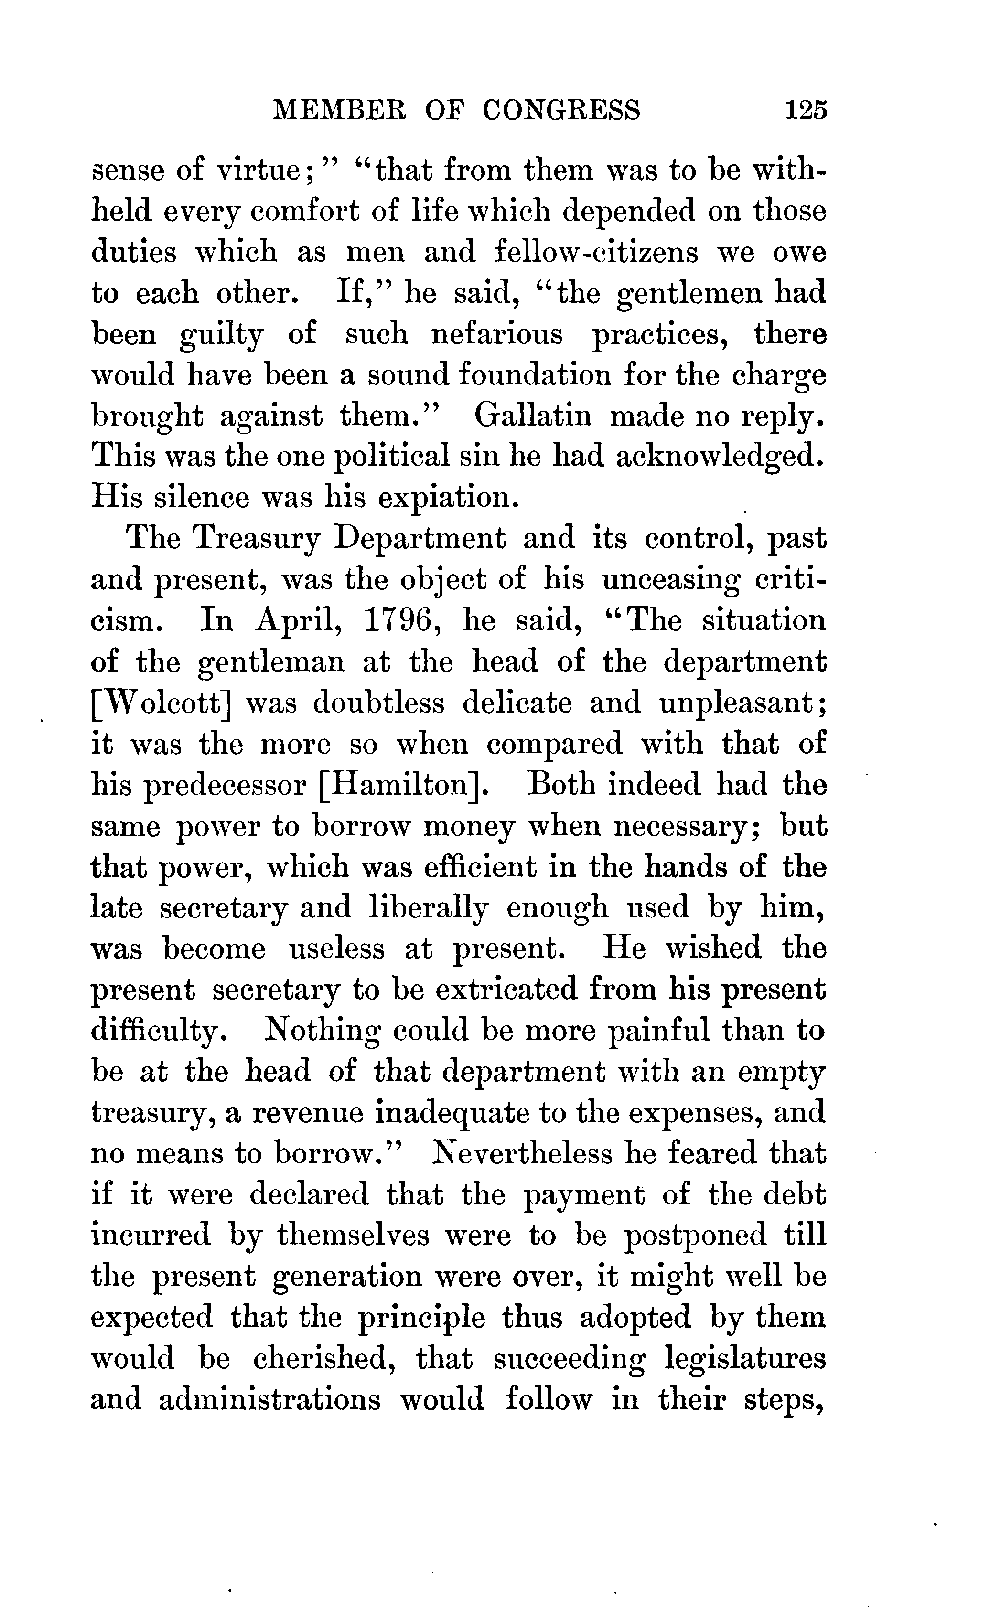 MEMBER OF CONGRESS 125
sense of virtue;" "that from them was to be with-
held every comfort of life which depended on those
duties which as men and fellow-citizens we owe
to each other. If," he said, "the gentlemen had
been guilty of such nefarious practices, there
would have been a sound foundation for the charge
brought against them." Gallatin made no reply.
This was the one political sin he had acknowledged.
His silence was his expiation.
The Treasury Department and its control, past
and present, was the object of his unceasing criti-
cism. In April, 1796, he said, "The situation
of the gentleman at the head of the department
[Wolcott] was doubtless delicate and unpleasant;
it was the more so when compared with that of
his predecessor [Hamilton]. Both indeed had the
same power to borrow money when necessary; but
that power, which was efficient in the hands of the
late secretary and liberally enough used by him,
was become useless at present. He wished the
present secretary to be extricated from his present
difficulty. Nothing could be more painful than to
be at the head of that department with an empty
treasury, a revenue inadequate to the expenses, and
no means to borrow." Nevertheless he feared that
if it were declared that the payment of the debt
incurred by themselves were to be postponed till
the present generation were over, it might well be
expected that the principle thus adopted by them
would be cherished, that succeeding legislatures
and administrations would follow in their steps,